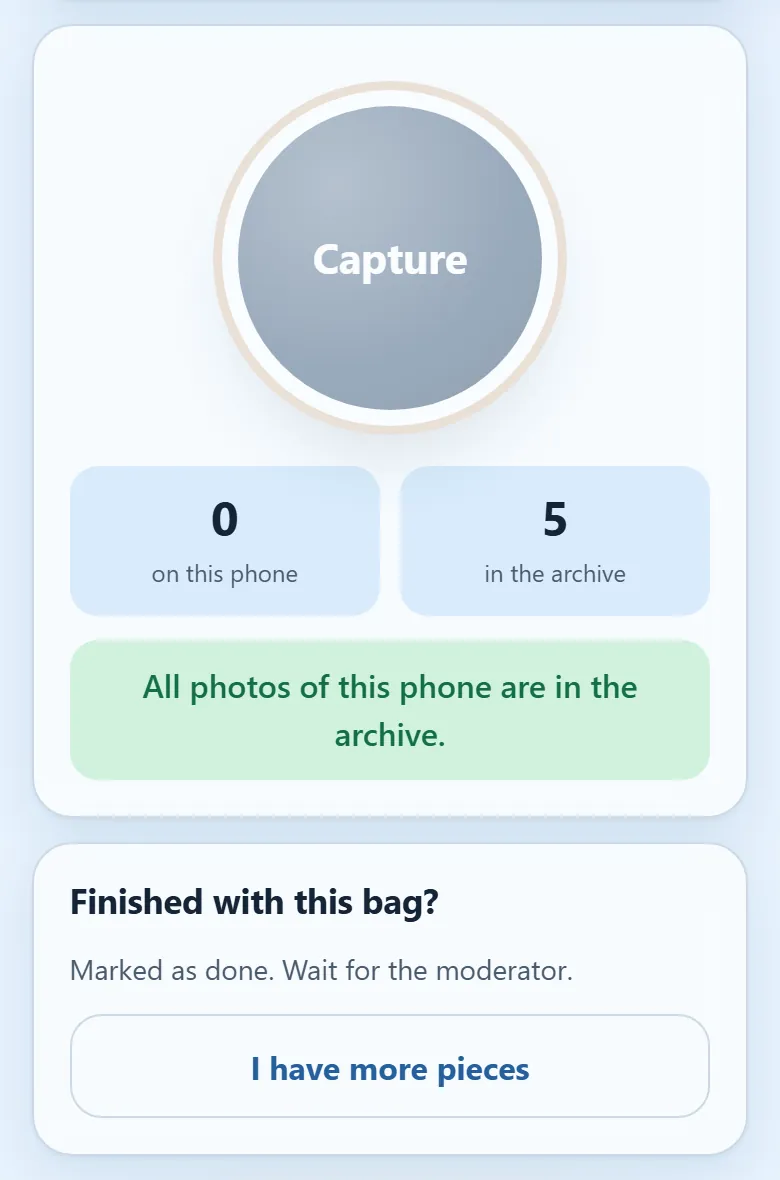 Capture
0
on this phone
5
in the archive
All photos of this phone are in the
archive.
Finished with this bag?
Marked as done. Wait for the moderator.
I have more pieces